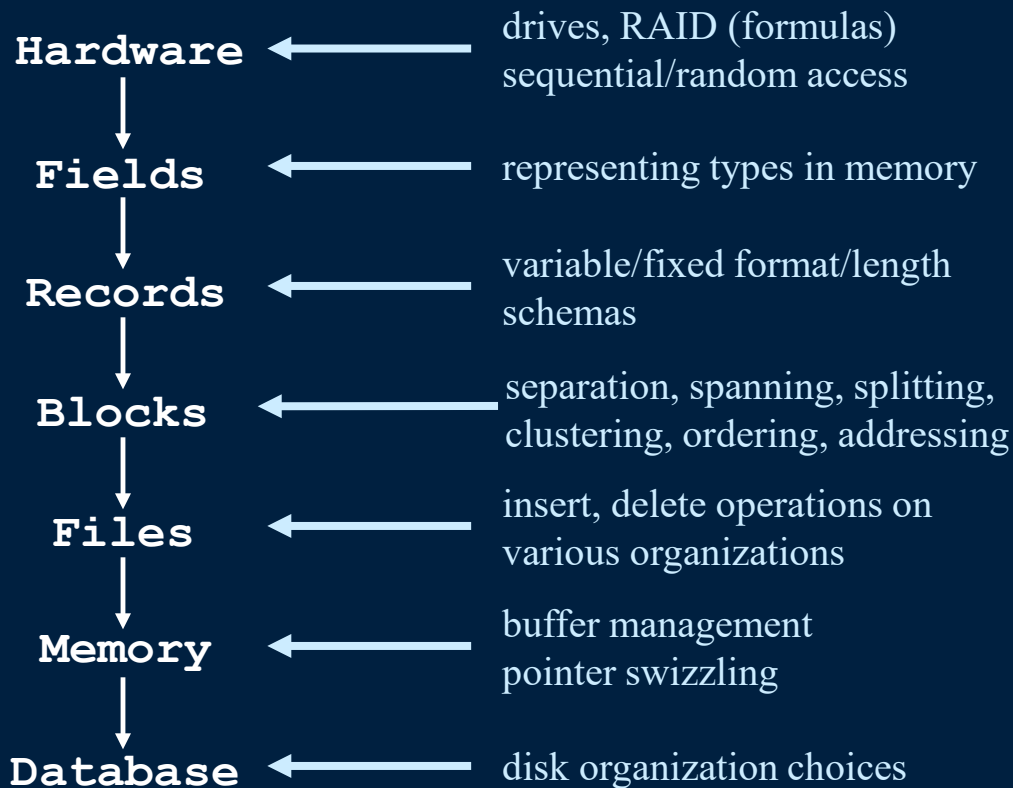 Hardware
drives, RAID (formulas)
sequential/random access
Fields
representing types in memory
Records
variable/fixed format/length
schemas
Blocks
separation, spanning, splitting,
clustering, ordering, addressing
Files
insert, delete operations on
various organizations
Memory
buffer management
pointer swizzling
Database
disk organization choices